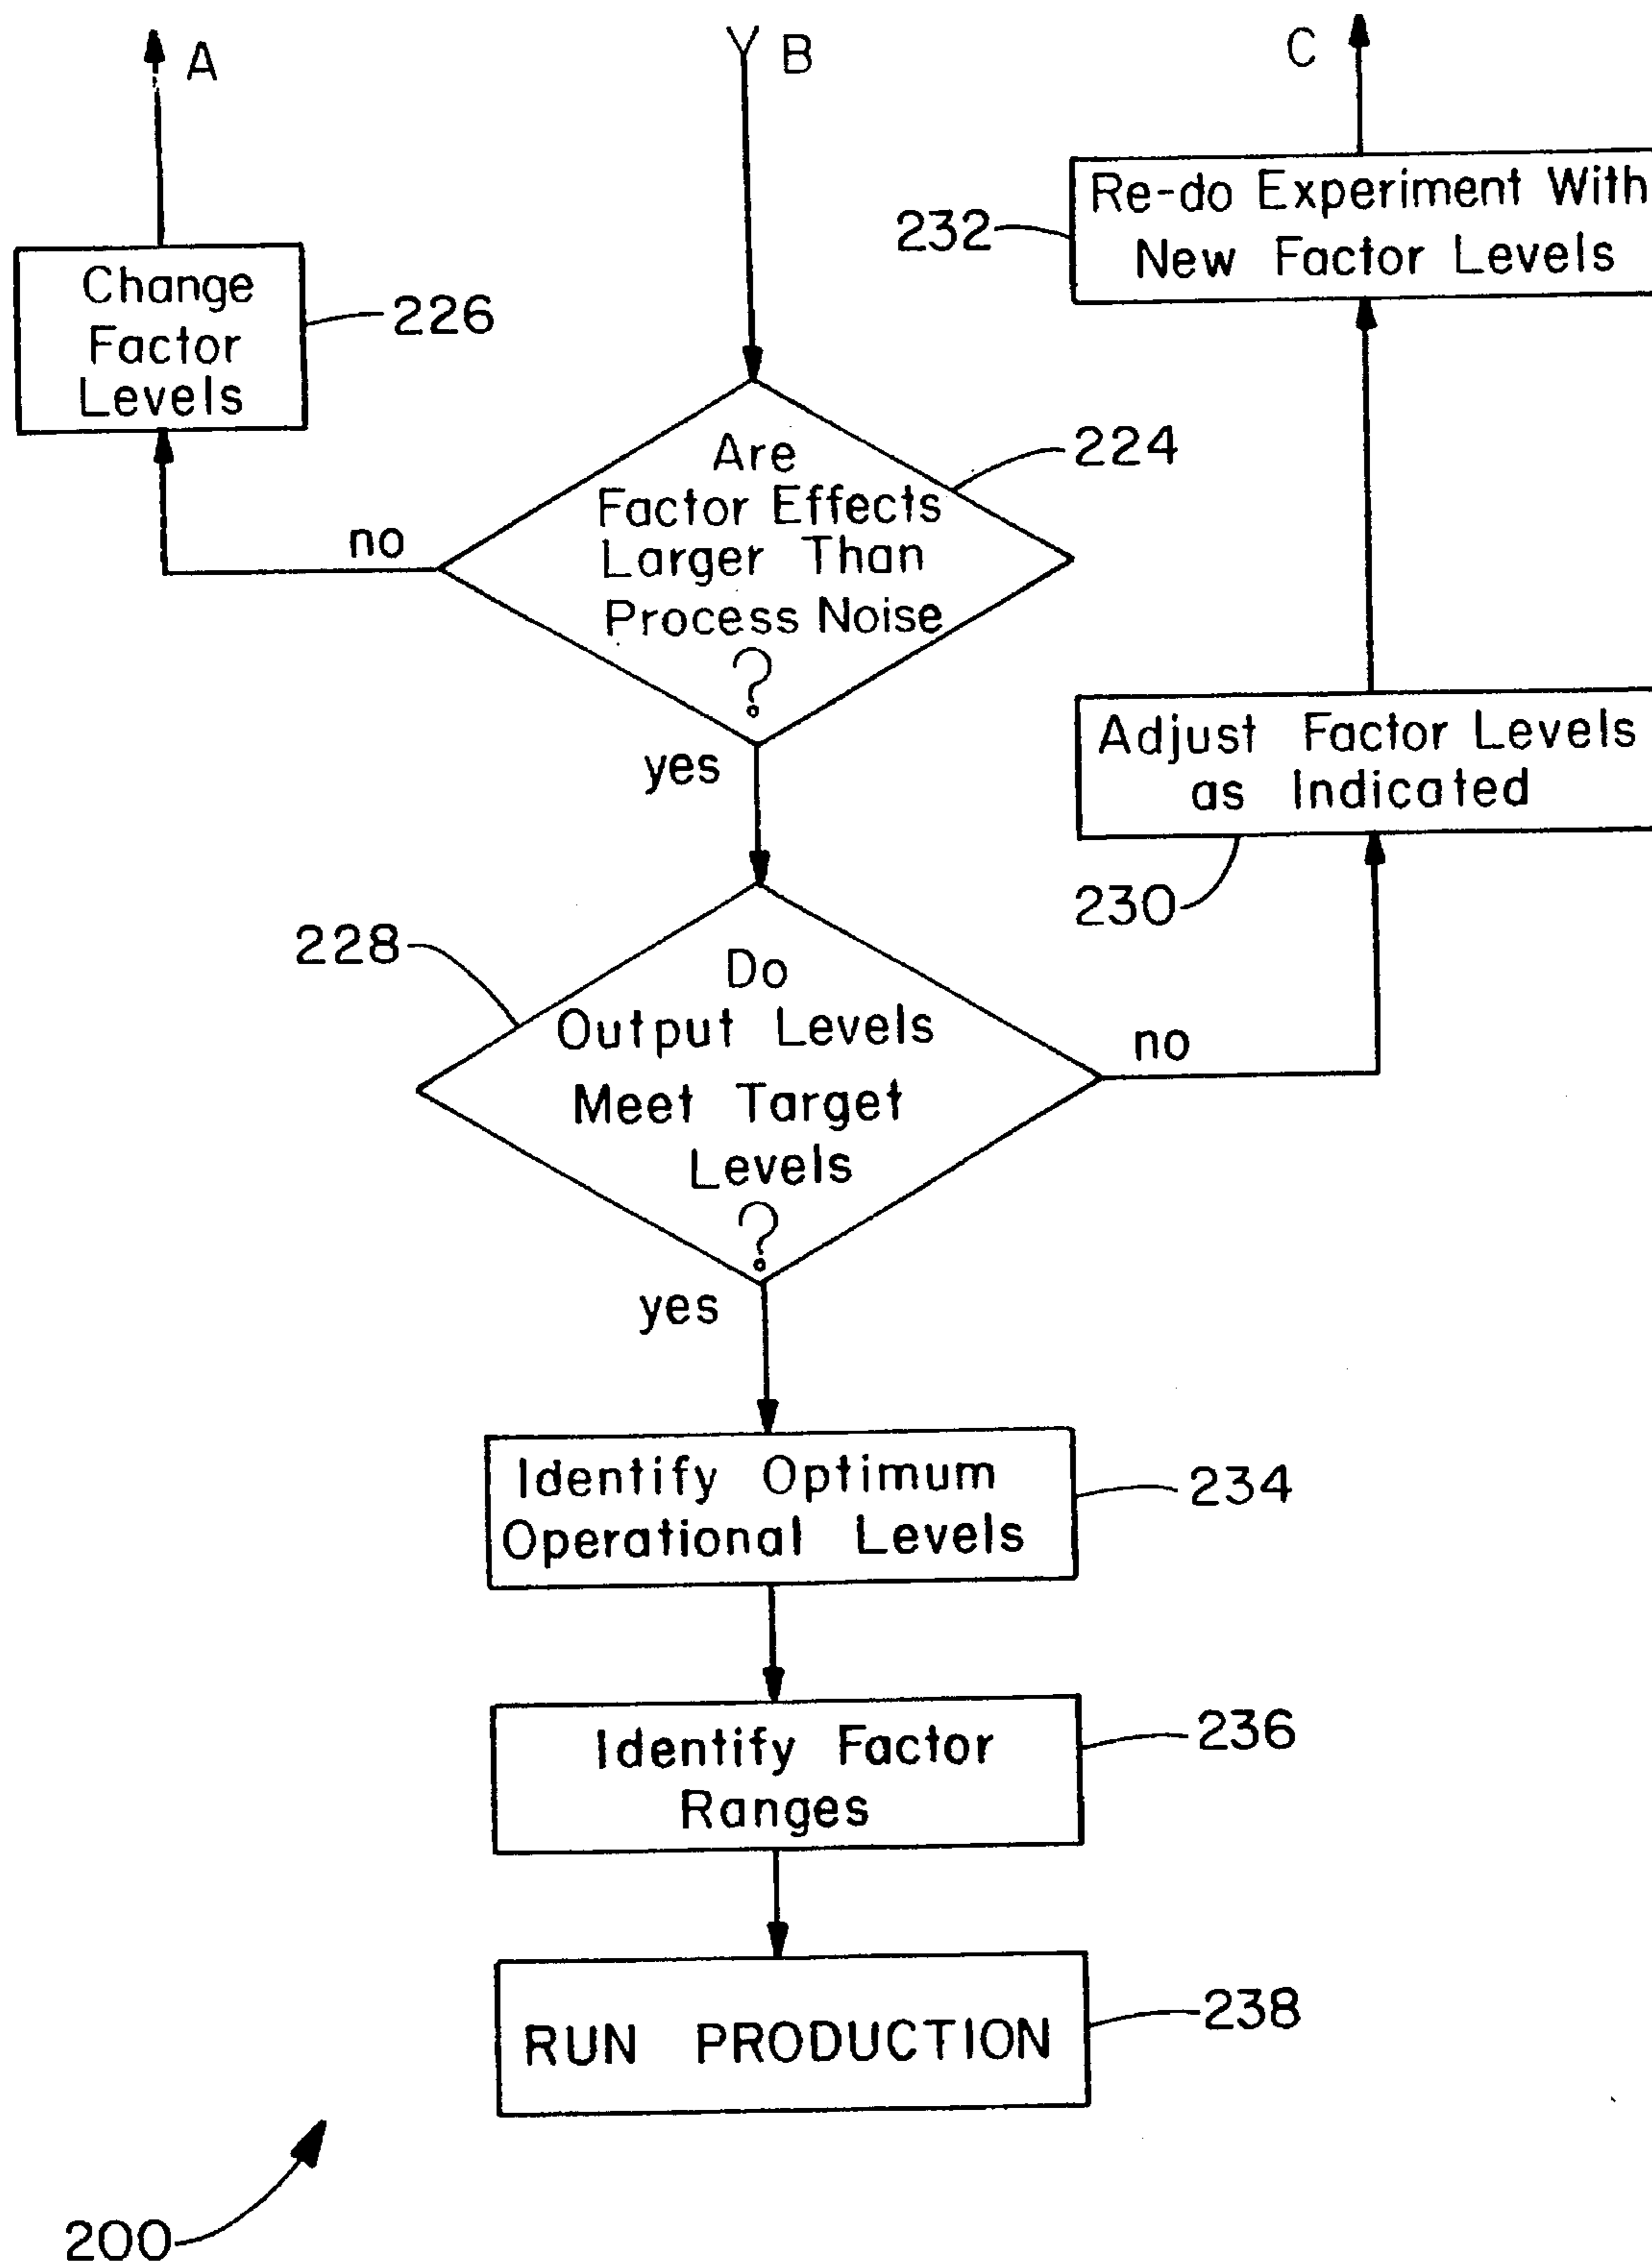 A
B
C
Re-do Experiment With
New Factor Levels
232
Change
Factor
Levels
226
Are
Factor Effects
Larger Than
Process Noise
?
224
no
yes
Adjust Factor Levels
as Indicated
230
228
Do
Output Levels
Meet Target
Levels
?
no
yes
Identify Optimum
Operational Levels
234
Identify Factor
Ranges
236
RUN PRODUCTION
238
200